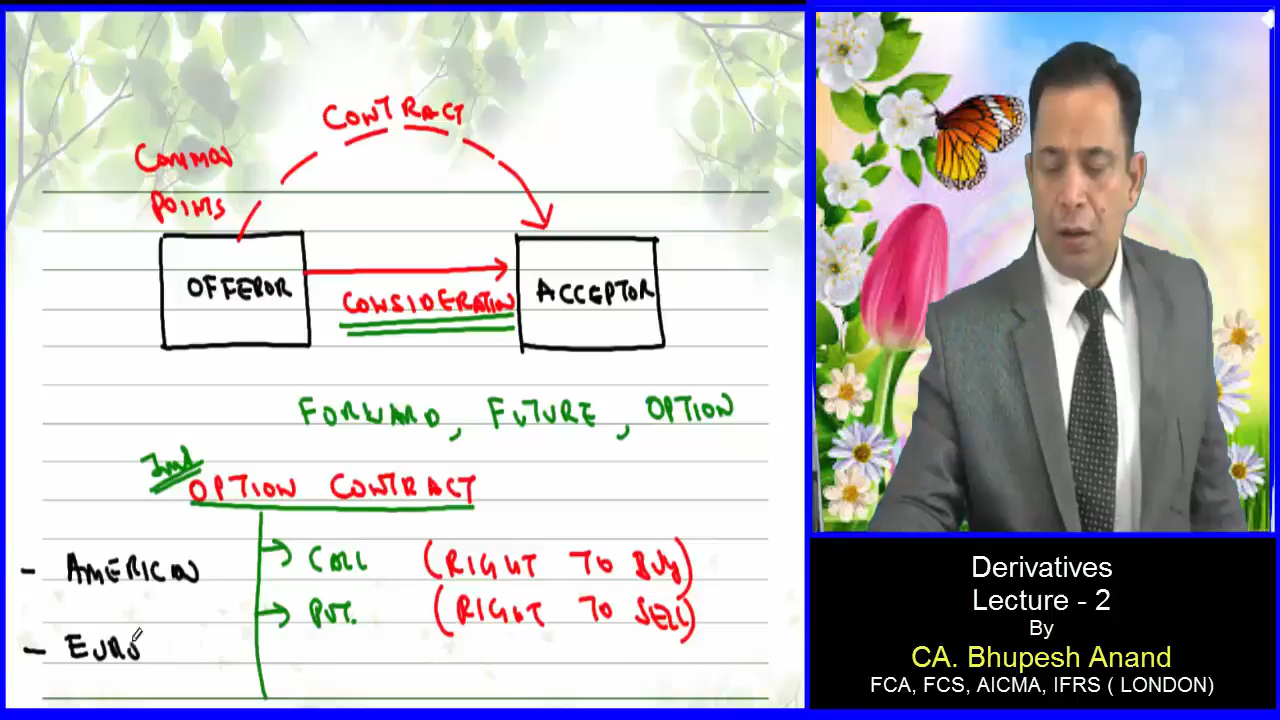 CONTRACT
COMMON
POINTS
OFFEROR
CONSIDERATION
ACCEPTOR
FORWARD, FUTURE, OPTION
OPTION CONTRACT
- AMERICAN
→ CALL (RIGHT TO BUY)
→ PUT. (RIGHT TO SELL)
- EURO
Derivatives
Lecture - 2
By
CA. Bhupesh Anand
FCA, FCS, AICMA, IFRS ( LONDON)